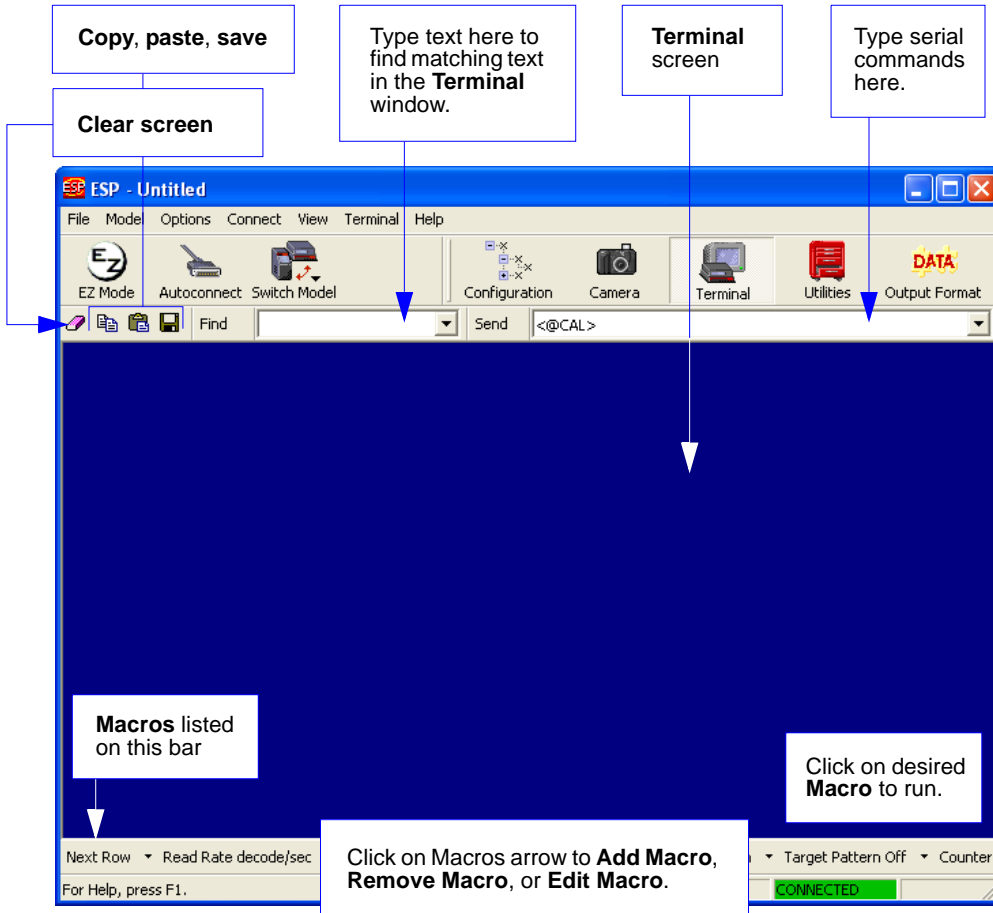 Copy, paste, save
Clear screen
Type text here to
find matching text
in the Terminal
window.
Terminal
screen
Type serial
commands
here.
ESP ESP - Untitled
File Model Options Connect View Terminal Help
EZ
EZ Mode Autoconnect Switch Model Configuration Camera Terminal Utilities DATA Output Format
Find Send <@CAL>
Macros listed
on this bar
Click on desired
Macro to run.
Next Row Read Rate decode/sec Target Pattern Off Counter
Click on Macros arrow to Add Macro,
Remove Macro, or Edit Macro.
For Help, press F1. CONNECTED